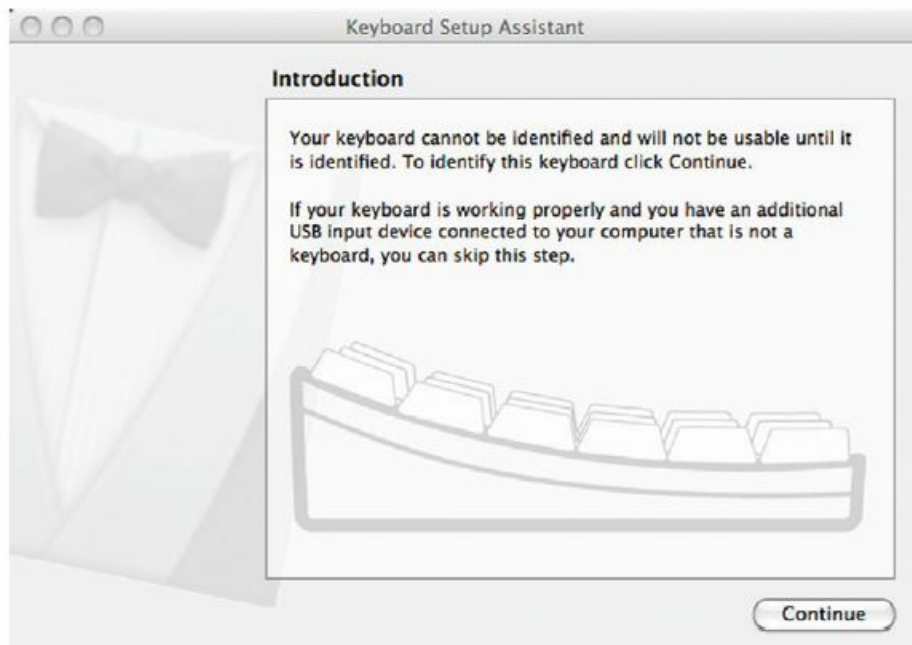 Keyboard Setup Assistant
Introduction
Your keyboard cannot be identified and will not be usable until it
is identified. To identify this keyboard click Continue.
If your keyboard is working properly and you have an additional
USB input device connected to your computer that is not a
keyboard, you can skip this step.
Continue